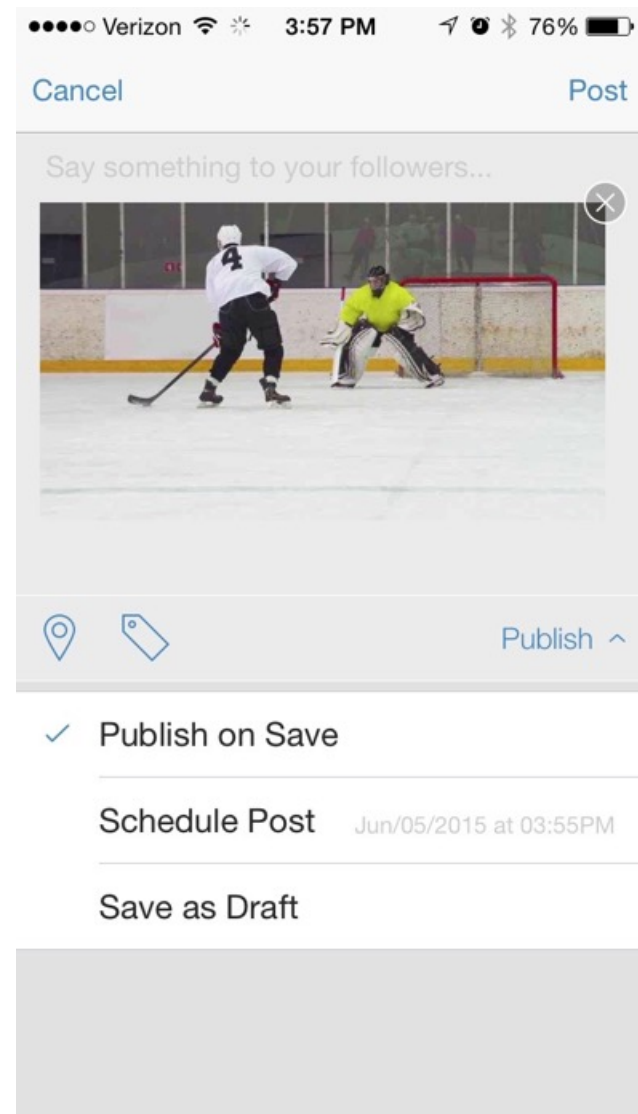 Verizon 3:57 PM 76%
Cancel Post
Say something to your followers...
4
Publish
Publish on Save
Schedule Post Jun/05/2015 at 03:55PM
Save as Draft